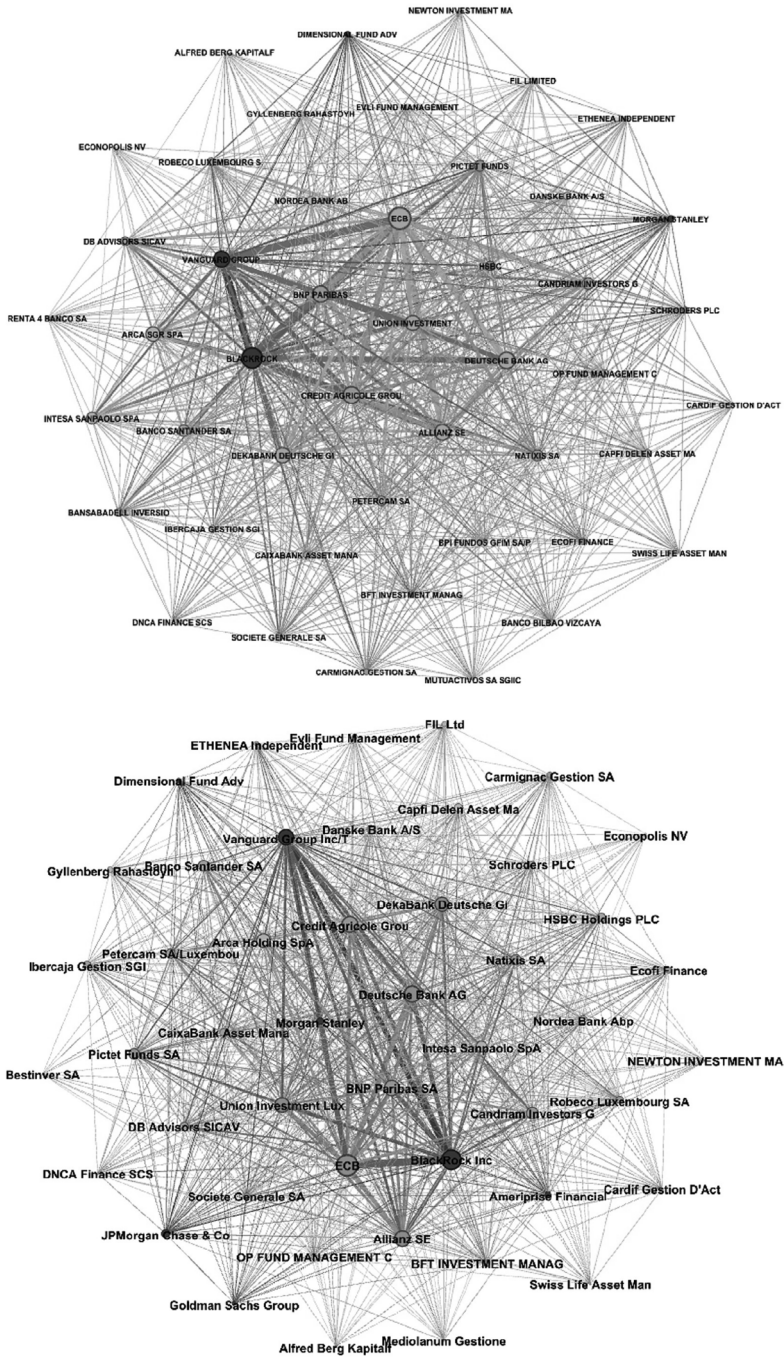 NEWTON INVESTMENT MA
DIMENSIONAL FUND ADV
ALFRED BERG KAPITALF
FIL LIMITED
EVLI FUND MANAGEMENT
GYLLENBERG RAHASTOYH
ETHENEA INDEPENDENT
ECONOPOLIS NV
ROBECO LUXEMBOURG S
PICTET FUNDS
DANSKE BANK A/S
NORDEA BANK AB
ECB
MORGAN STANLEY
DB ADVISORS SICAV
VANGUARD GROUP
HSBC
CANDRIAM INVESTORS G
BNP PARIBAS
SCHRODERS PLC
RENTA 4 BANCO SA
UNION INVESTMENT
ARCA SGR SPA
BLACKROCK
DEUTSCHE BANK AG
OP FUND MANAGEMENT C
CREDIT AGRICOLE GROU
CARDIF GESTION D'ACT
INTESA SANPAOLO SPA
BANCO SANTANDER SA
ALLIANZ SE
DEKABANK DEUTSCHE GI
NATIXIS SA
CAPFI DELEN ASSET MA
PETERCAM SA
BANSABADELL INVERSIO
IBERCAJA GESTION SGI
BPI FUNDOS GFIM SA/P
ECOFI FINANCE
CAIXABANK ASSET MANA
SWISS LIFE ASSET MAN
BFT INVESTMENT MANAG
DNCA FINANCE SCS
BANCO BILBAO VIZCAYA
SOCIETE GENERALE SA
CARMIGNAC GESTION SA
MUTUACTIVOS SA SGIIC
FIL Ltd
Evli Fund Management
ETHENEA Independent
Carmignac Gestion SA
Dimensional Fund Adv
Capfi Delen Asset Ma
Danske Bank A/S
Econopolis NV
Vanguard Group Inc/T
Banco Santander SA
Schroders PLC
Gyllenberg Rahastoyh
DekaBank Deutsche Gi
HSBC Holdings PLC
Credit Agricole Grou
Arca Holding SpA
Petercam SA/Luxembou
Natixis SA
Ibercaja Gestion SGI
Ecofi Finance
Deutsche Bank AG
Nordea Bank Abp
Morgan Stanley
CaixaBank Asset Mana
Intesa Sanpaolo SpA
Pictet Funds SA
NEWTON INVESTMENT MA
Bestinver SA
BNP Paribas SA
Robeco Luxembourg SA
Union Investment Lux
Candriam Investors G
DB Advisors SICAV
ECB
BlackRock Inc
DNCA Finance SCS
Cardif Gestion D'Act
Societe Generale SA
Ameriprise Financial
JPMorgan Chase & Co
Allianz SE
OP FUND MANAGEMENT C
BFT INVESTMENT MANAG
Swiss Life Asset Man
Goldman Sachs Group
Mediolanum Gestione
Alfred Berg Kapitalf